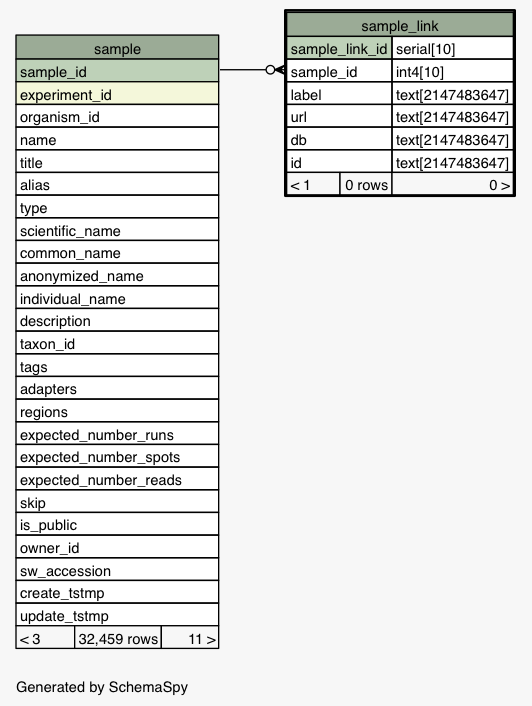 sample
sample_id
experiment_id
organism_id
name
title
alias
type
scientific_name
common_name
anonymized_name
individual_name
description
taxon_id
tags
adapters
regions
expected_number_runs
expected_number_spots
expected_number_reads
skip
is_public
owner_id
sw_accession
create_tstmp
update_tstmp
< 3 32,459 rows 11 >
sample_link
sample_link_id serial[10]
sample_id int4[10]
label text[2147483647]
url text[2147483647]
db text[2147483647]
id text[2147483647]
< 1 0 rows 0 >
Generated by SchemaSpy